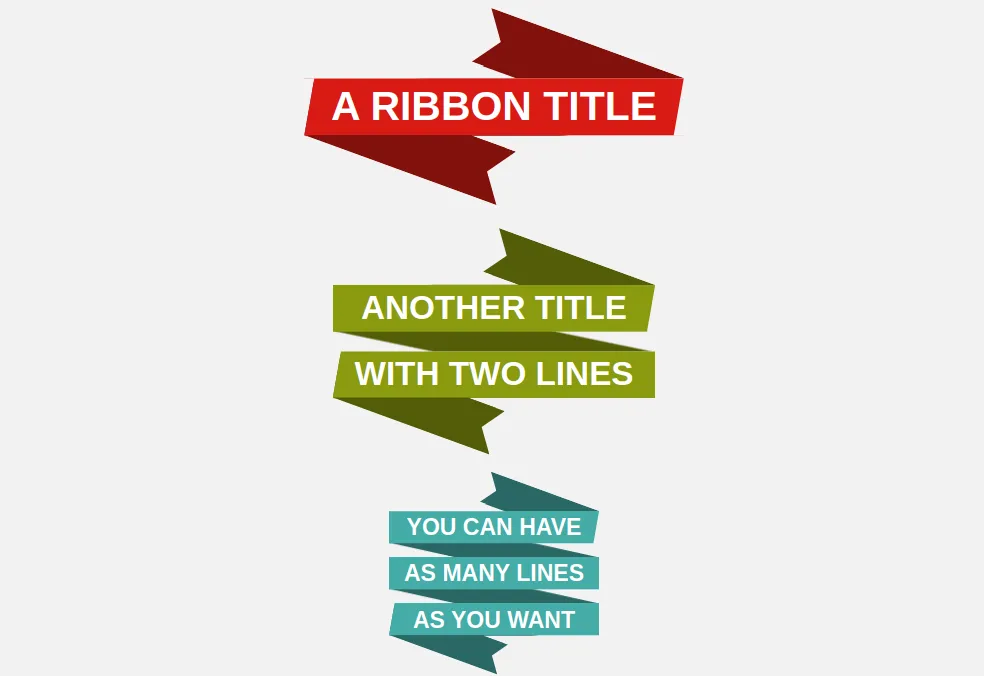 A RIBBON TITLE
ANOTHER TITLE
WITH TWO LINES
YOU CAN HAVE
AS MANY LINES
AS YOU WANT